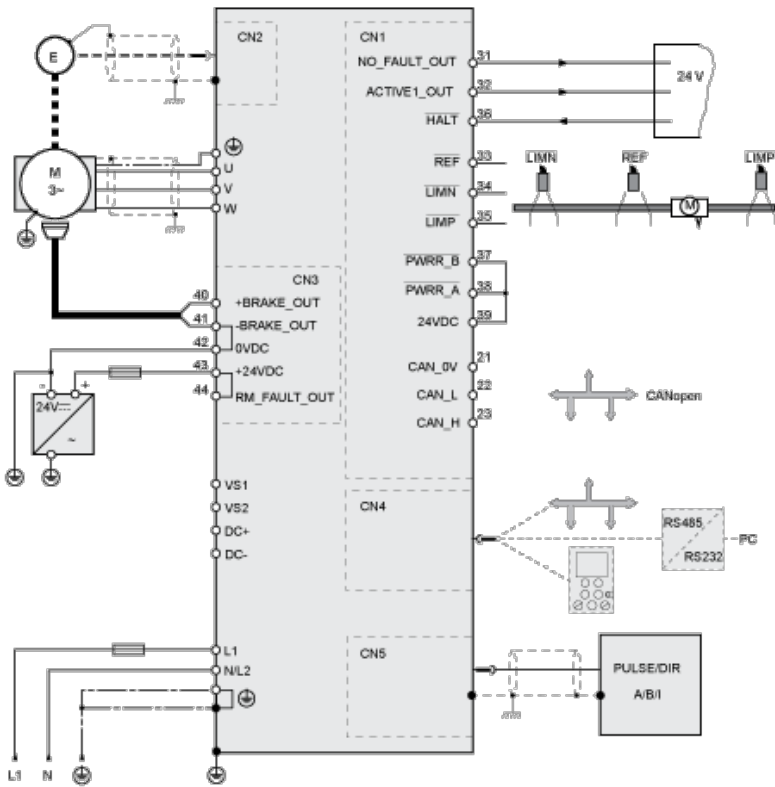 CN2
CN1
E
NO_FAULT_OUT 31
ACTIVE1_OUT 32
HALT 36
24 V
REF 33
LIMN 34
LIMP 35
LIMN REF LIMP
M
M
3~
U
V
W
PWRR_B 37
PWRR_A 38
24VDC 39
CN3
40 +BRAKE_OUT
41 -BRAKE_OUT
42 0VDC
43 +24VDC
44 RM_FAULT_OUT
- +
24V
~
CAN_0V 21
CAN_L 22
CAN_H 23
CANopen
VS1
VS2
DC+
DC-
CN4
RS485
RS232
PC
L1
N/L2
CN5
PULSE/DIR
A/B/I
L1 N